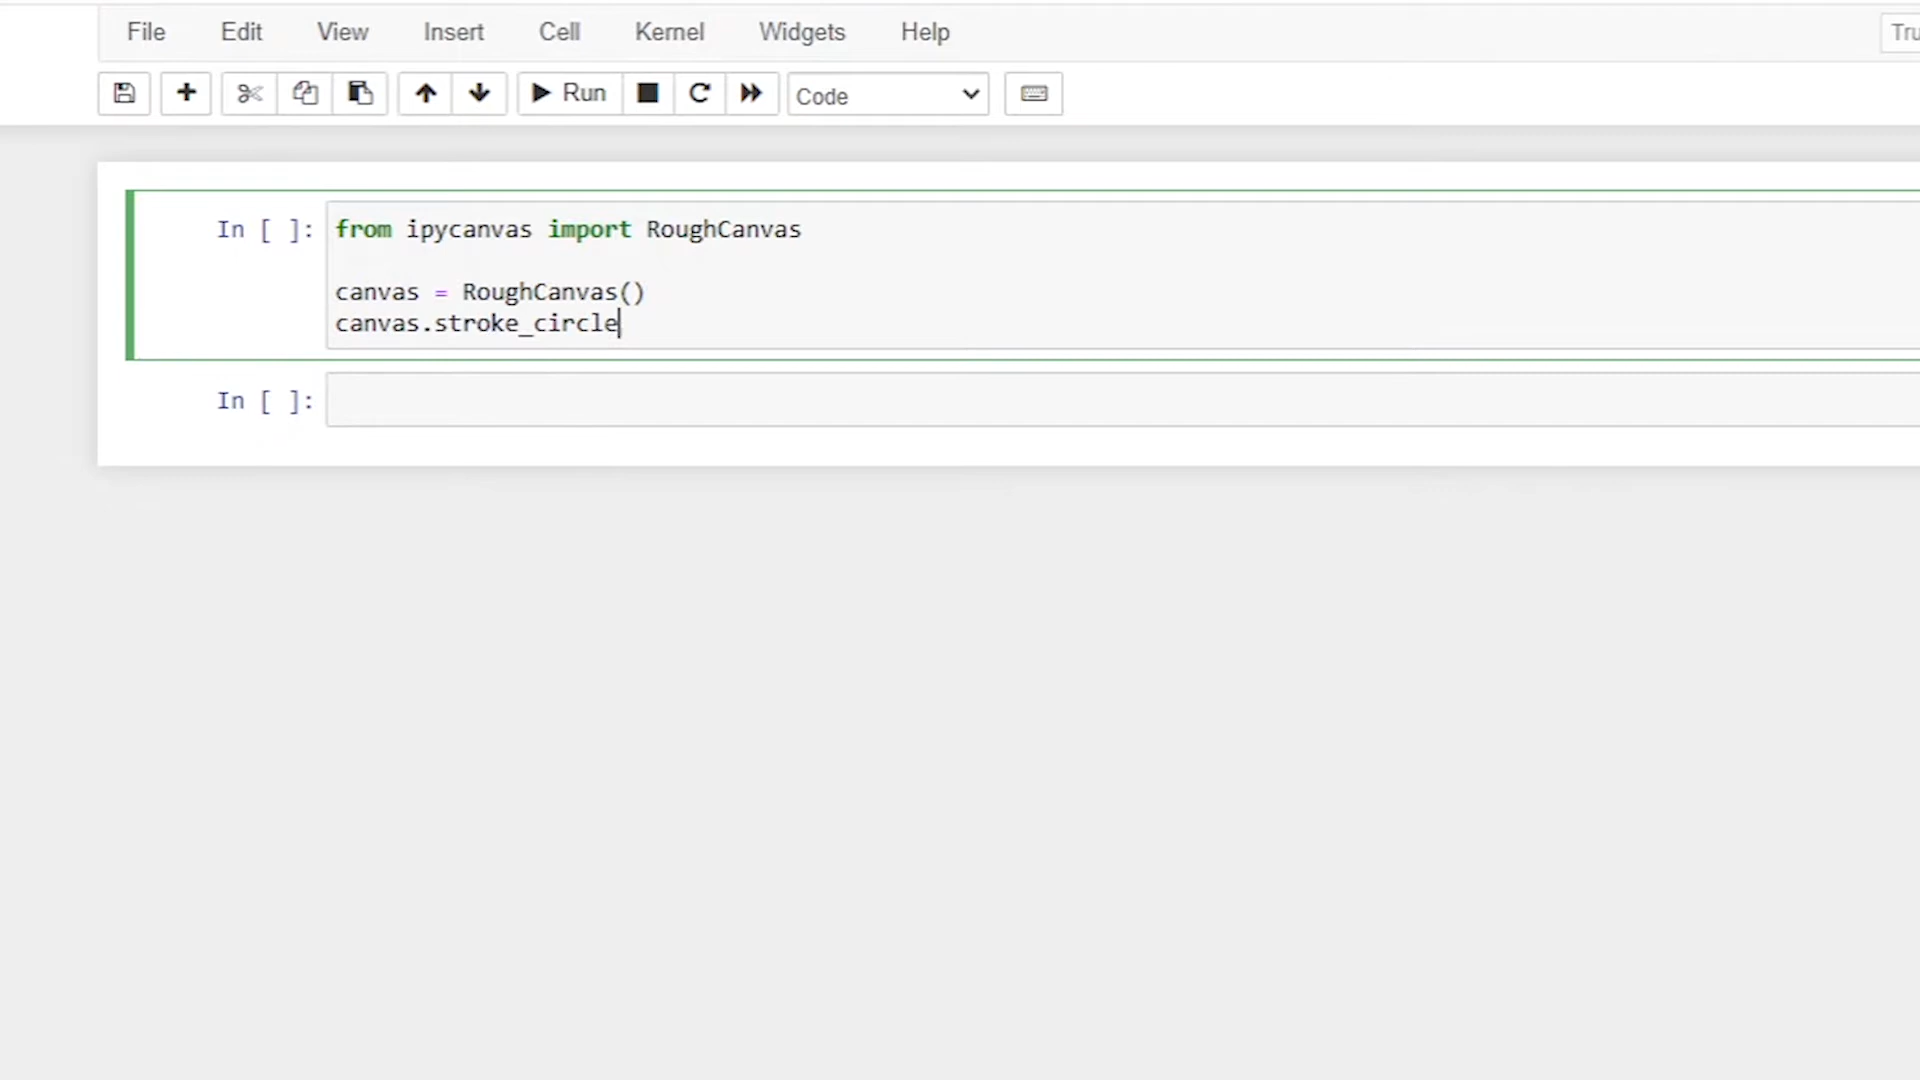 File Edit View Insert Cell Kernel Widgets Help Tru
Run Code
In [ ]: from ipycanvas import RoughCanvas
canvas = RoughCanvas()
canvas.stroke_circle
In [ ]: